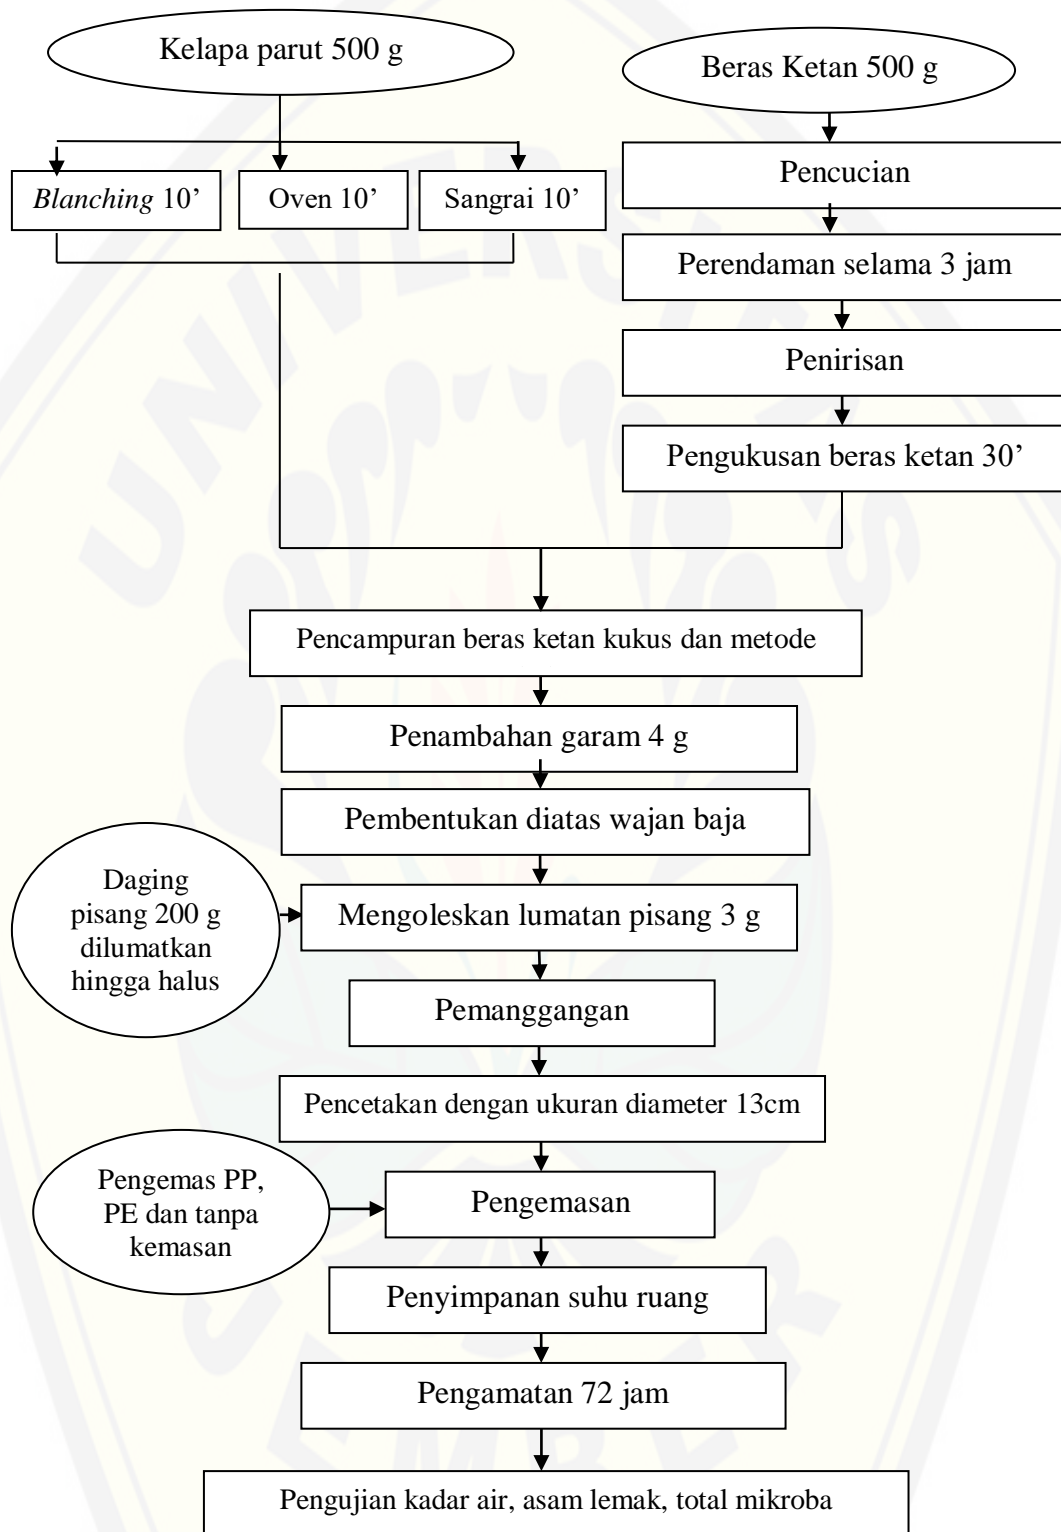 Kelapa parut 500 g
Beras Ketan 500 g
Blanching 10’
Oven 10’
Sangrai 10’
Pencucian
Perendaman selama 3 jam
Penirisan
Pengukusan beras ketan 30’
Pencampuran beras ketan kukus dan metode
Penambahan garam 4 g
Pembentukan diatas wajan baja
Daging
pisang 200 g
dilumatkan
hingga halus
Mengoleskan lumatan pisang 3 g
Pemanggangan
Pencetakan dengan ukuran diameter 13cm
Pengemas PP,
PE dan tanpa
kemasan
Pengemasan
Penyimpanan suhu ruang
Pengamatan 72 jam
Pengujian kadar air, asam lemak, total mikroba
UNIVERSITAS
JEMBER